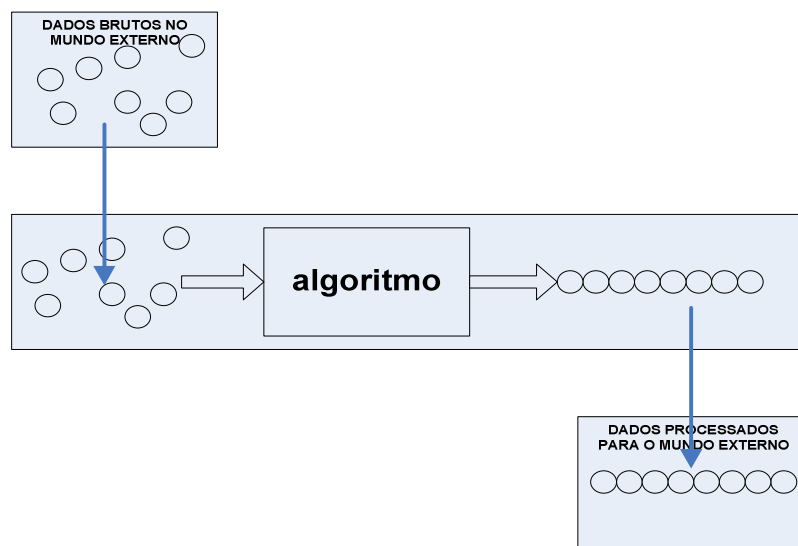 DADOS BRUTOS NO
MUNDO EXTERNO
algoritmo
DADOS PROCESSADOS
PARA O MUNDO EXTERNO